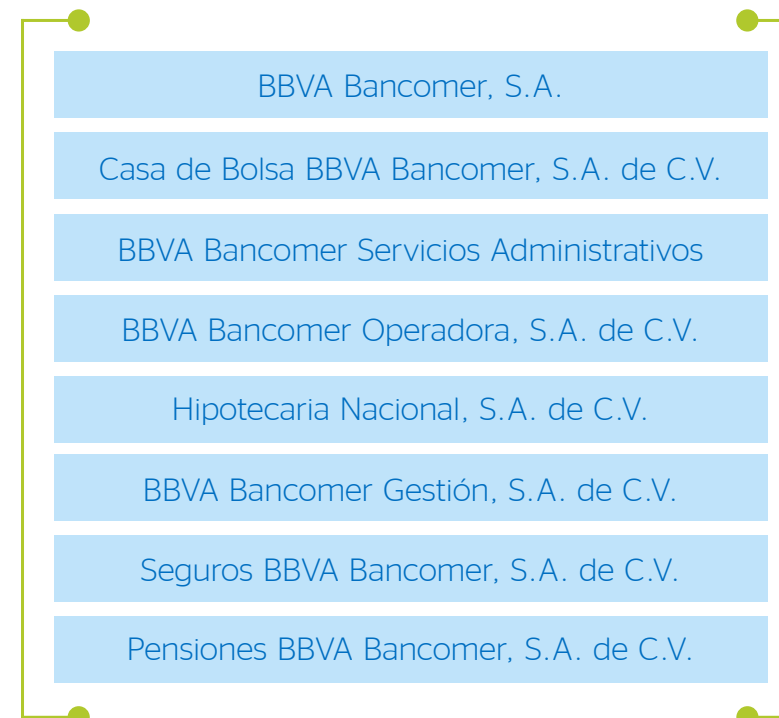 BBVA Bancomer, S.A.
Casa de Bolsa BBVA Bancomer, S.A. de C.V.
BBVA Bancomer Servicios Administrativos
BBVA Bancomer Operadora, S.A. de C.V.
Hipotecaria Nacional, S.A. de C.V.
BBVA Bancomer Gestión, S.A. de C.V.
Seguros BBVA Bancomer, S.A. de C.V.
Pensiones BBVA Bancomer, S.A. de C.V.